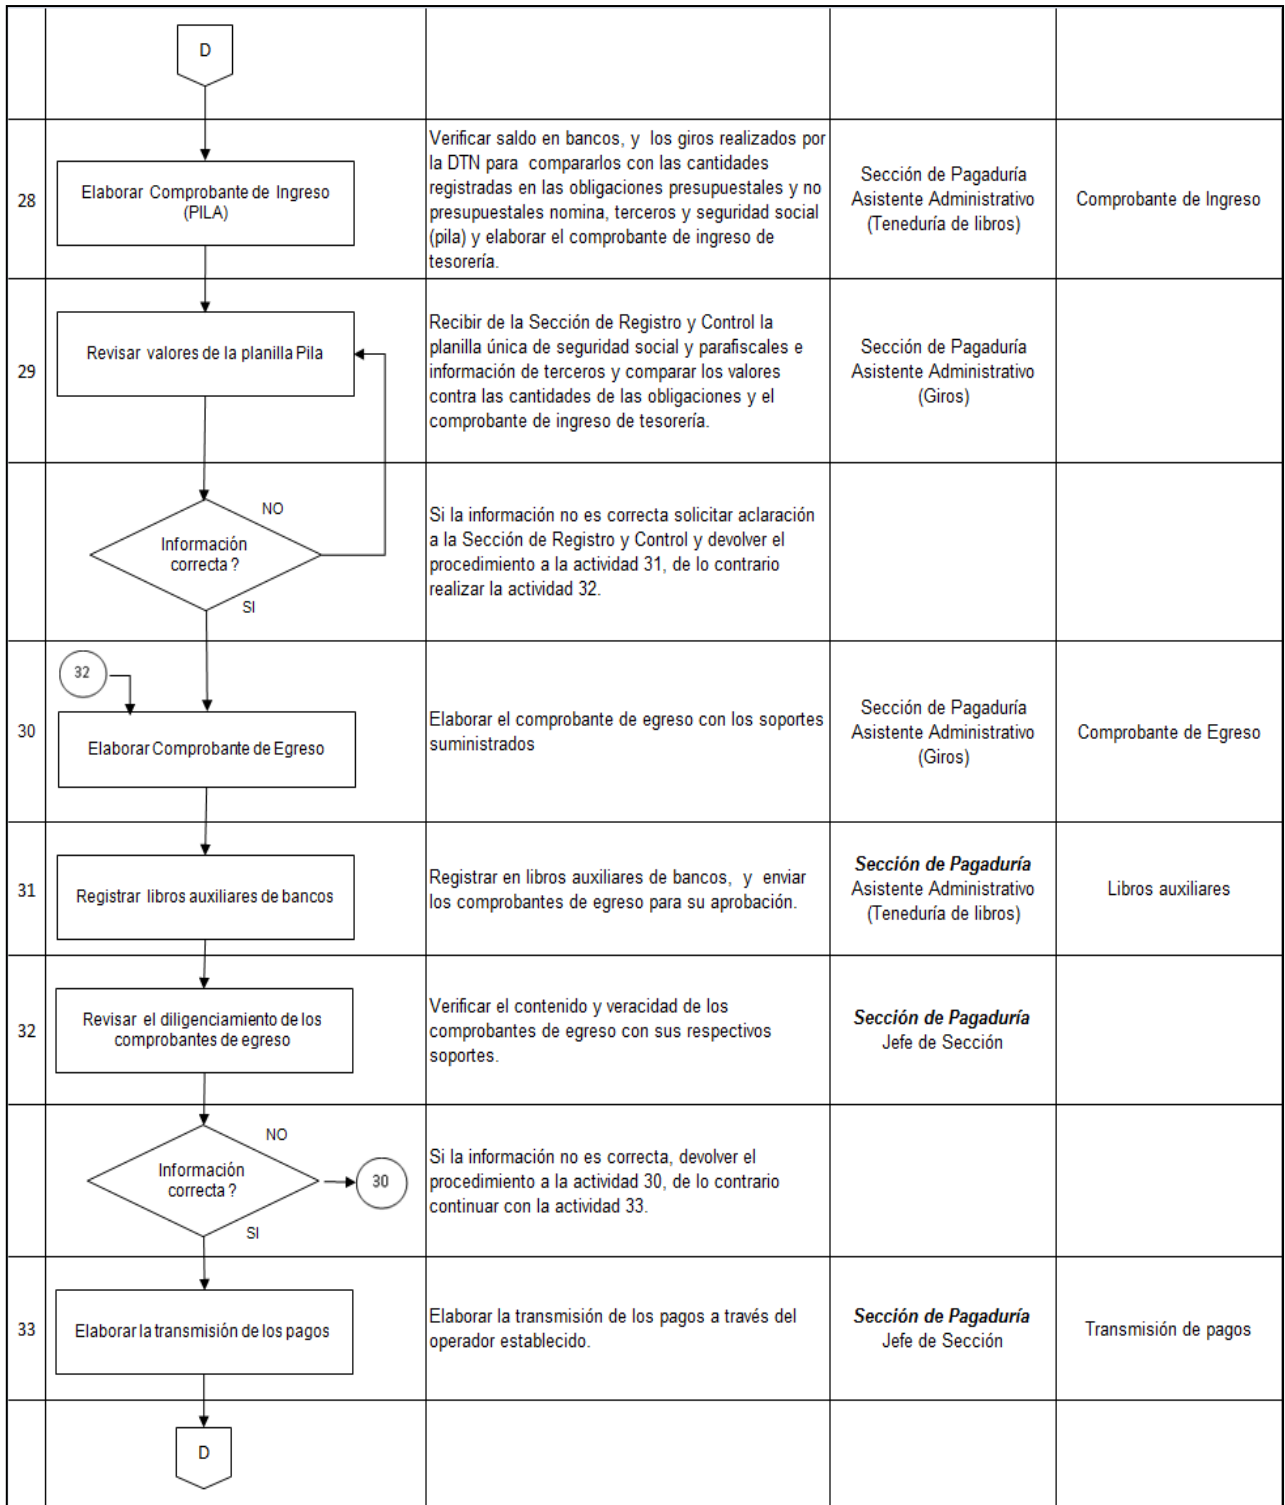 D
28
Elaborar Comprobante de Ingreso
(PILA)
Verificar saldo en bancos, y los giros realizados por
la DTN para compararlos con las cantidades
registradas en las obligaciones presupuestales y no
presupuestales nomina, terceros y seguridad social
(pila) y elaborar el comprobante de ingreso de
tesorería.
Sección de Pagaduría
Asistente Administrativo
(Teneduría de libros)
Comprobante de Ingreso
29
Revisar valores de la planilla Pila
Recibir de la Sección de Registro y Control la
planilla única de seguridad social y parafiscales e
información de terceros y comparar los valores
contra las cantidades de las obligaciones y el
comprobante de ingreso de tesorería.
Sección de Pagaduría
Asistente Administrativo
(Giros)
NO
Información
correcta ?
SI
Si la información no es correcta solicitar aclaración
a la Sección de Registro y Control y devolver el
procedimiento a la actividad 31, de lo contrario
realizar la actividad 32.
32
30
Elaborar Comprobante de Egreso
Elaborar el comprobante de egreso con los soportes
suministrados
Sección de Pagaduría
Asistente Administrativo
(Giros)
Comprobante de Egreso
31
Registrar libros auxiliares de bancos
Registrar en libros auxiliares de bancos, y enviar
los comprobantes de egreso para su aprobación.
Sección de Pagaduría
Asistente Administrativo
(Teneduría de libros)
Libros auxiliares
32
Revisar el diligenciamiento de los
comprobantes de egreso
Verificar el contenido y veracidad de los
comprobantes de egreso con sus respectivos
soportes.
Sección de Pagaduría
Jefe de Sección
NO
Información
correcta ?
30
SI
Si la información no es correcta, devolver el
procedimiento a la actividad 30, de lo contrario
continuar con la actividad 33.
33
Elaborar la transmisión de los pagos
Elaborar la transmisión de los pagos a través del
operador establecido.
Sección de Pagaduría
Jefe de Sección
Transmisión de pagos
D